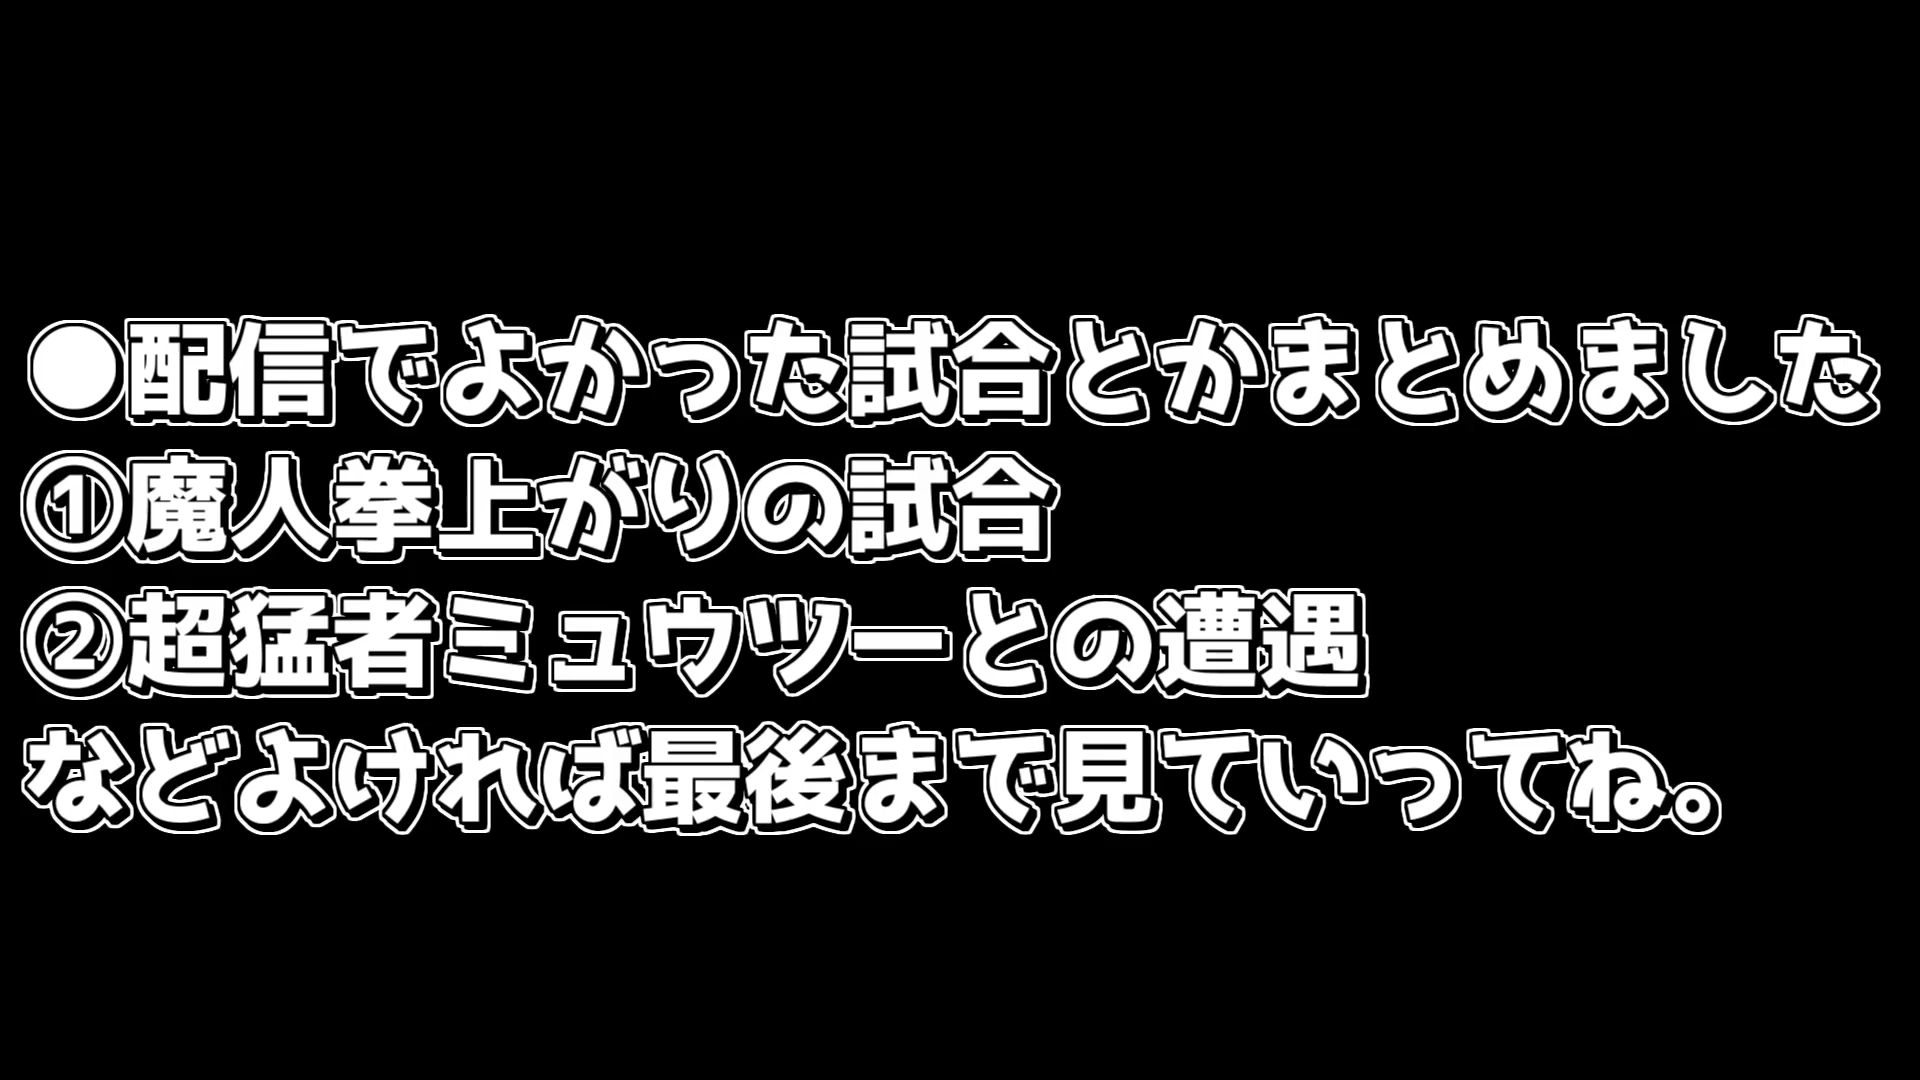 ●配信でよかった試合とかまとめました
①魔人拳上がりの試合
②超猛者ミュウツーとの遭遇
などよければ最後まで見ていってね。